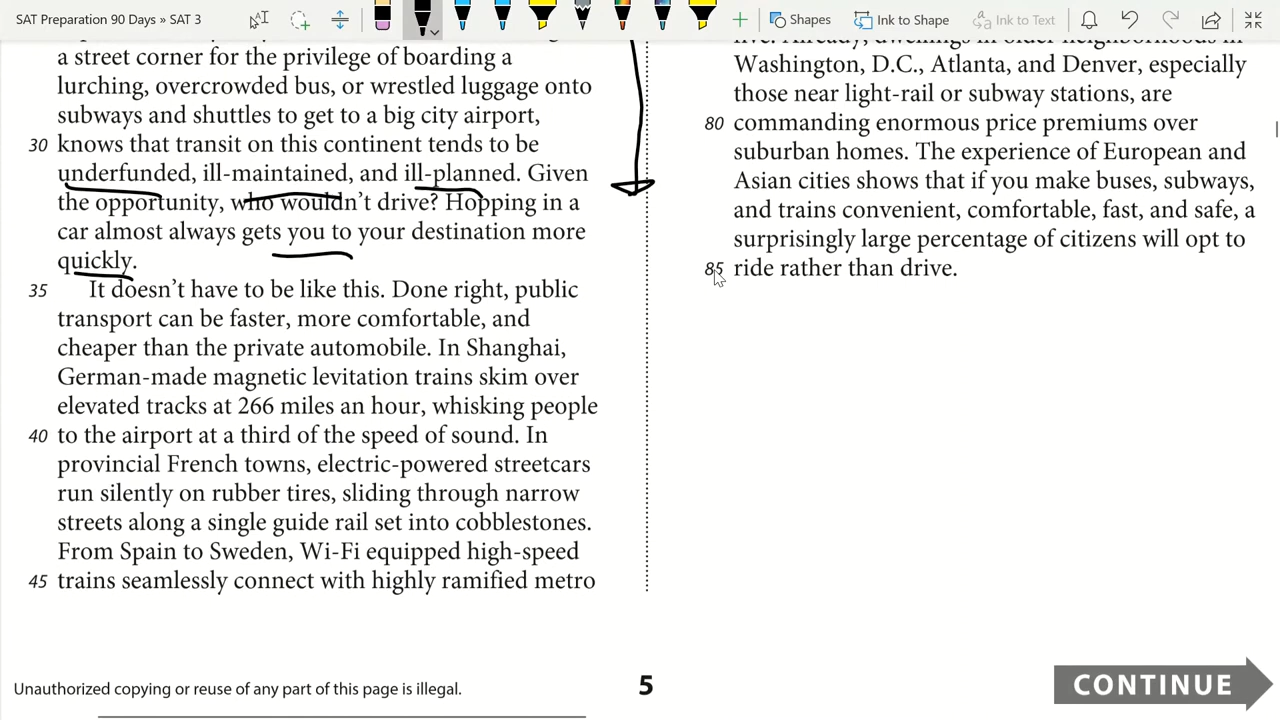 SAT Preparation 90 Days » SAT 3
Shapes
Ink to Shape
Ink to Text
a street corner for the privilege of boarding a
lurching, overcrowded bus, or wrestled luggage onto
subways and shuttles to get to a big city airport,
30 knows that transit on this continent tends to be
underfunded, ill-maintained, and ill-planned. Given
the opportunity, who wouldn’t drive? Hopping in a
car almost always gets you to your destination more
quickly.
35 It doesn’t have to be like this. Done right, public
transport can be faster, more comfortable, and
cheaper than the private automobile. In Shanghai,
German-made magnetic levitation trains skim over
elevated tracks at 266 miles an hour, whisking people
40 to the airport at a third of the speed of sound. In
provincial French towns, electric-powered streetcars
run silently on rubber tires, sliding through narrow
streets along a single guide rail set into cobblestones.
From Spain to Sweden, Wi-Fi equipped high-speed
45 trains seamlessly connect with highly ramified metro
live. Already, dwellings in older neighborhoods in
Washington, D.C., Atlanta, and Denver, especially
those near light-rail or subway stations, are
80 commanding enormous price premiums over
suburban homes. The experience of European and
Asian cities shows that if you make buses, subways,
and trains convenient, comfortable, fast, and safe, a
surprisingly large percentage of citizens will opt to
85 ride rather than drive.
Unauthorized copying or reuse of any part of this page is illegal.
5
CONTINUE